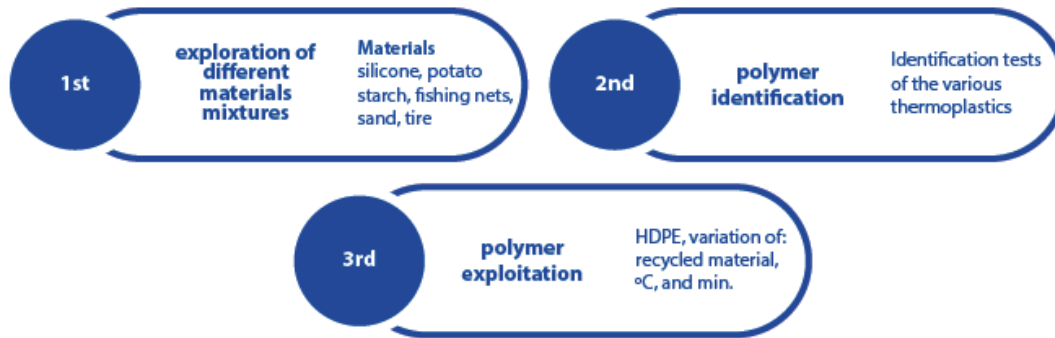 1st
exploration of
different
materials
mixtures
Materials
silicone, potato
starch, fishing nets,
sand, tire
2nd
polymer
identification
Identification tests
of the various
thermoplastics
3rd
polymer
exploitation
HDPE, variation of:
recycled material,
ºC, and min.